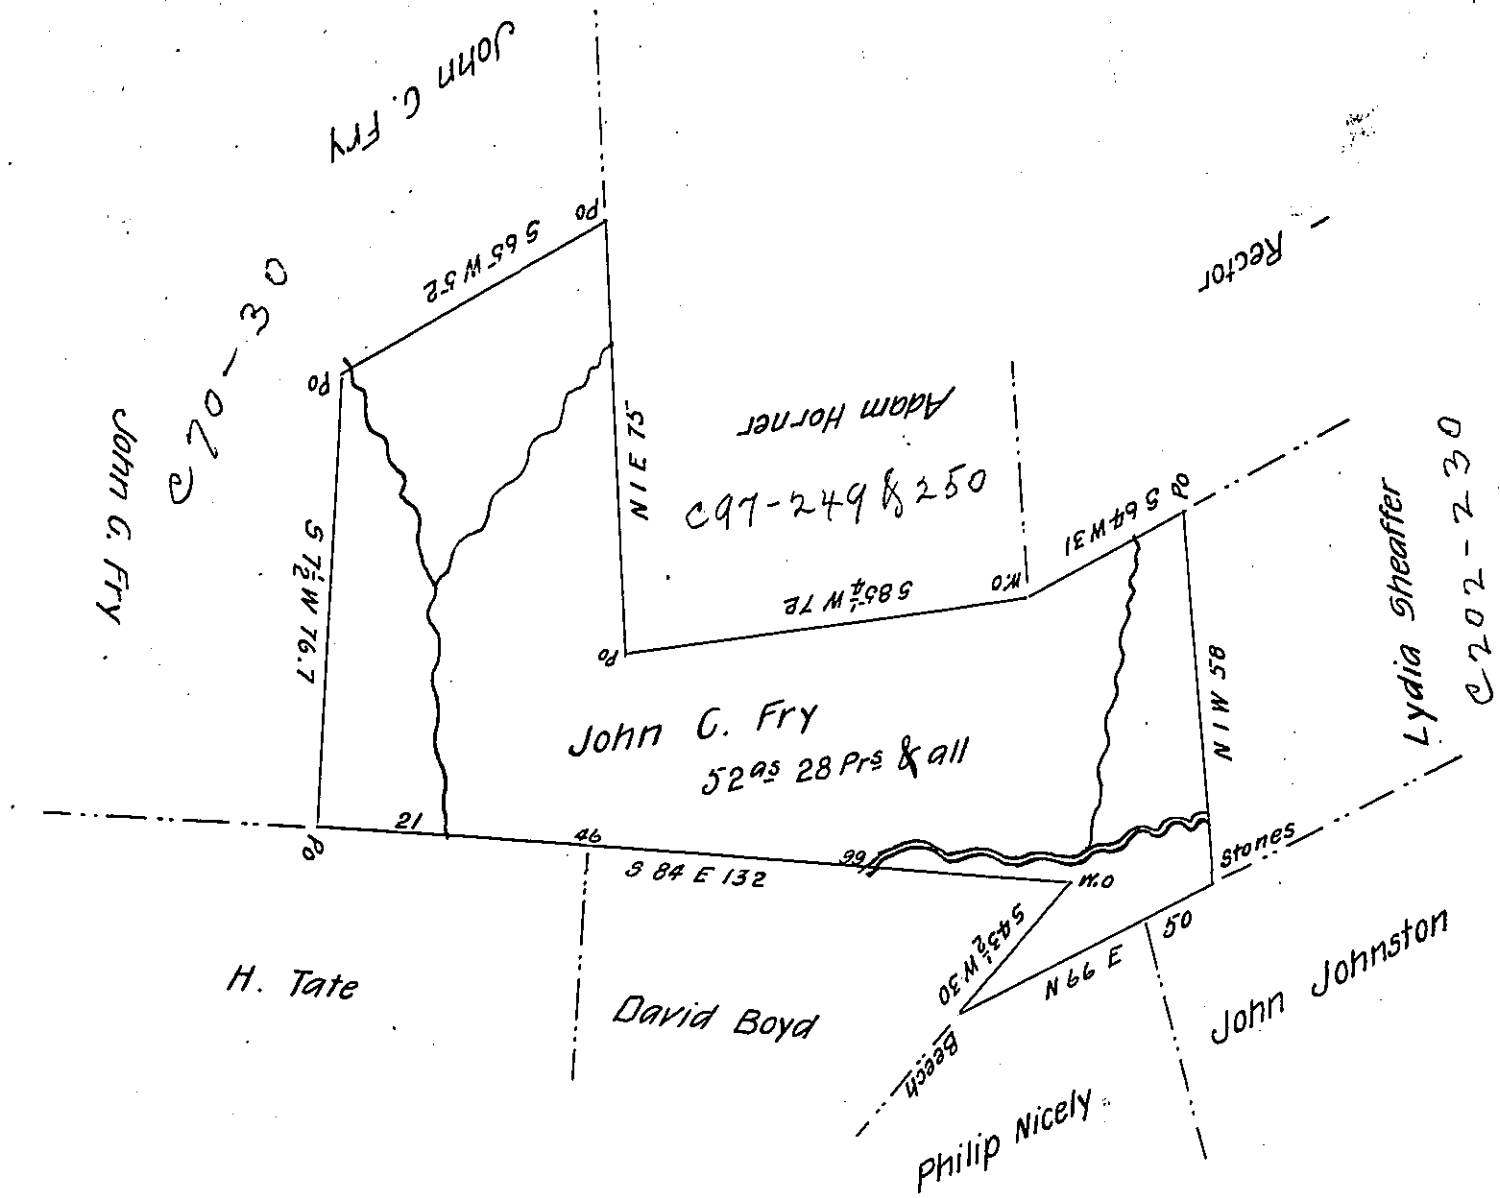 John C. Fry
Po
S 65 W 52
Rector
C 70-30
Po
John C. Fry
N 1 E 75
Adam Horner
C97-249 & 250
S 64 W 31
Po
Lydia Sheaffer
C202-230
S 7½ W 76.7
W.O
S 85¼ W 72
Po
N 1 W 58
John C. Fry
52 as 28 Prs & all
Po
21
46
S 84 E 132
99
W.O
Stones
S 43½ W 30
N 66 E
50
H. Tate
David Boyd
John Johnston
Beech
Philip Nicely